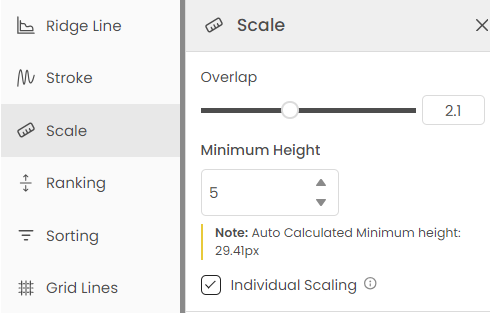 Ridge Line
Stroke
Scale
Ranking
Sorting
Grid Lines
Scale
Overlap
2.1
Minimum Height
5
Note: Auto Calculated Minimum height:
29.41px
Individual Scaling